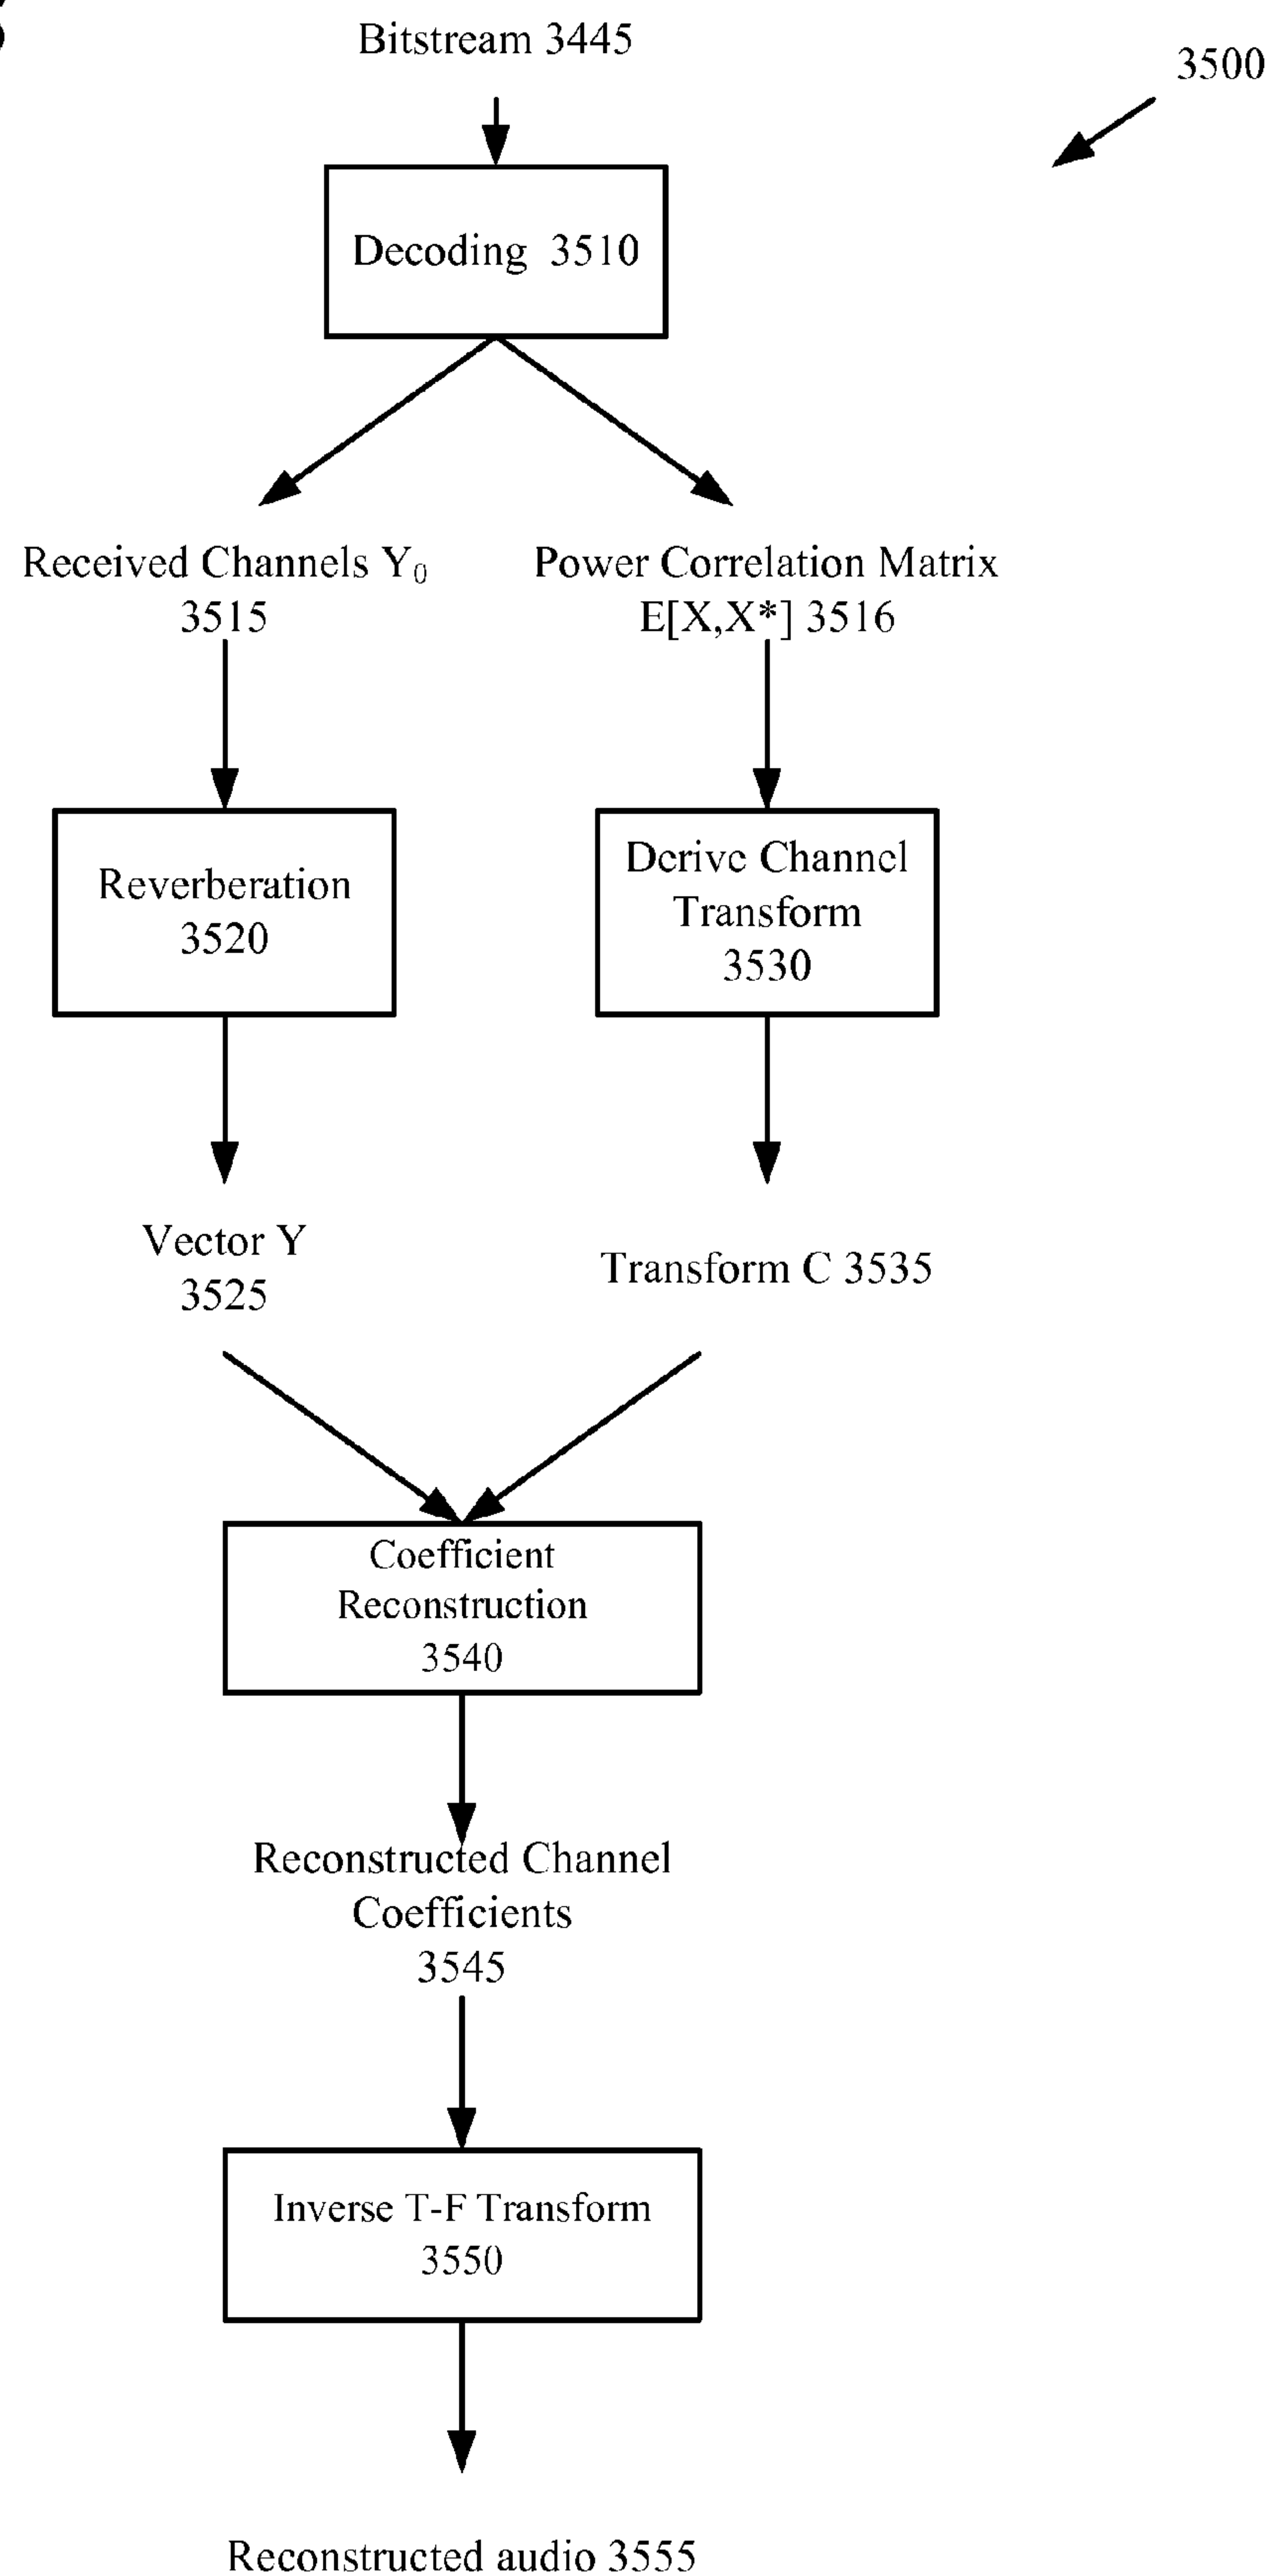 Bitstream 3445
3500
Decoding 3510
Received Channels Y₀
3515
Power Correlation Matrix
E[X,X*] 3516
Reverberation
3520
Derive Channel
Transform
3530
Vector Y
3525
Transform C 3535
Coefficient
Reconstruction
3540
Reconstructed Channel
Coefficients
3545
Inverse T-F Transform
3550
Reconstructed audio 3555